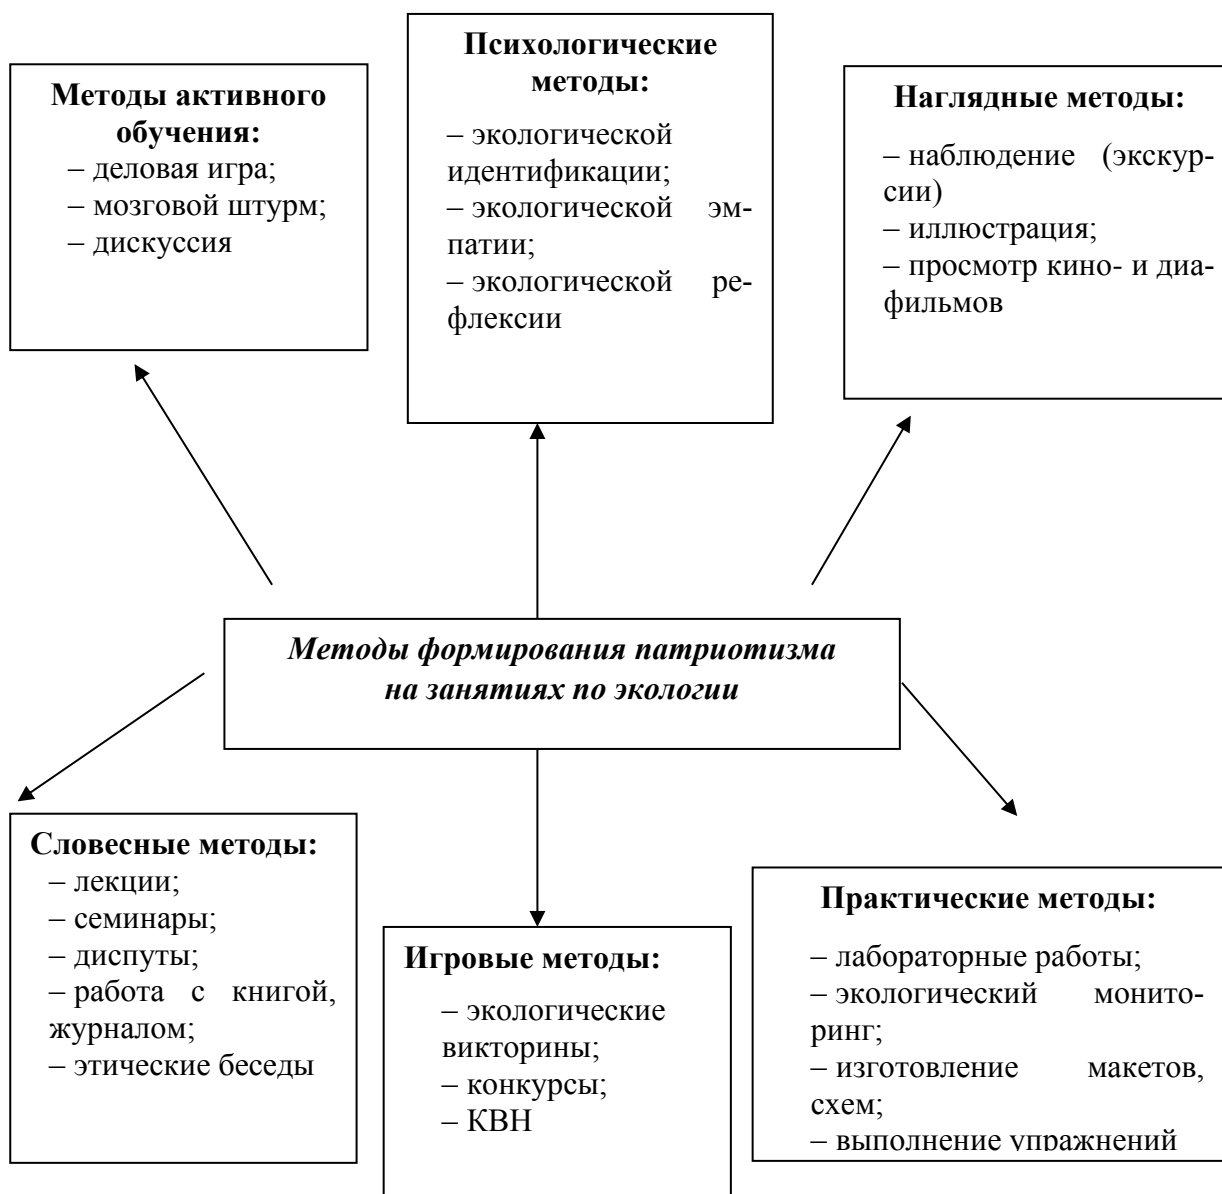 Методы активного
обучения:
– деловая игра;
– мозговой штурм;
– дискуссия
Психологические
методы:
– экологической
идентификации;
– экологической эм-
патии;
– экологической ре-
флексии
Наглядные методы:
– наблюдение (экскур-
сии)
– иллюстрация;
– просмотр кино- и диа-
фильмов
Методы формирования патриотизма
на занятиях по экологии
Словесные методы:
– лекции;
– семинары;
– диспуты;
– работа с книгой,
журналом;
– этические беседы
Игровые методы:
– экологические
викторины;
– конкурсы;
– КВН
Практические методы:
– лабораторные работы;
– экологический монито-
ринг;
– изготовление макетов,
схем;
– выполнение упражнений